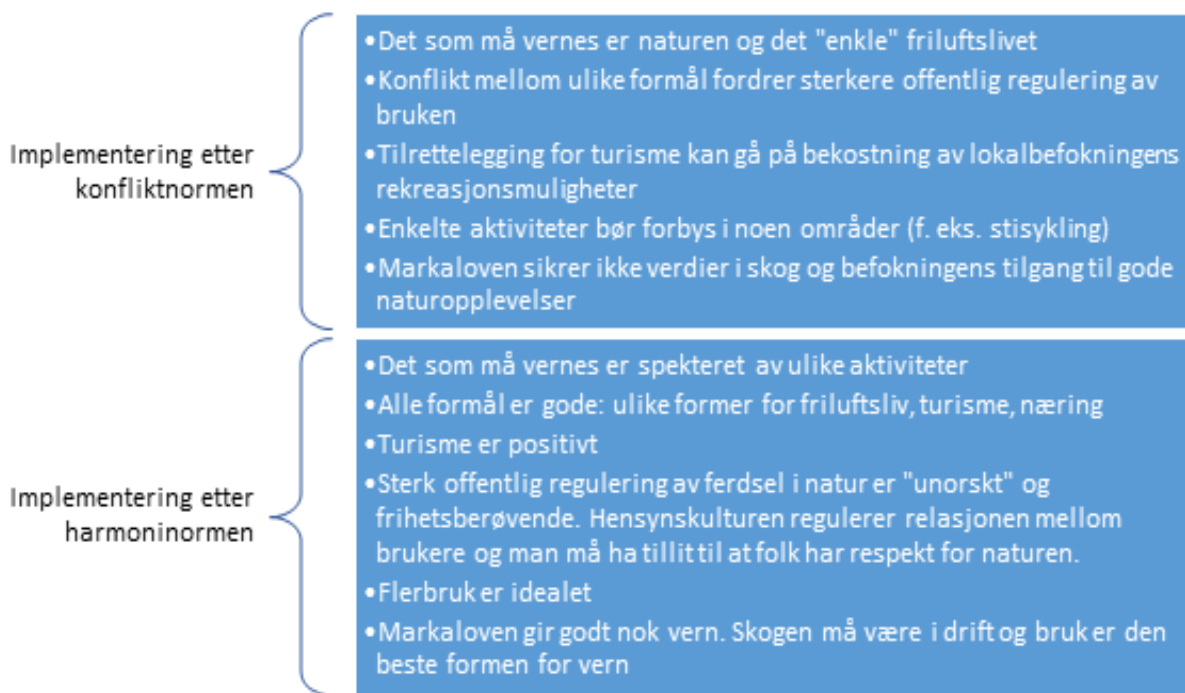 Implementering etter
konfliktnormen
•Det som må vernes er naturen og det "enkle" friluftslivet
•Konflikt mellom ulike formål fordrer sterkere offentlig regulering av
bruken
•Tilrettelegging for turisme kan gå på bekostning av lokalbefokningens
rekreasjonsmuligheter
•Enkelte aktiviteter bør forbys i noen områder (f. eks. stisykling)
•Markaloven sikrer ikke verdier i skog og befokningens tilgang til gode
naturopplevelser
Implementering etter
harmoninormen
•Det som må vernes er spekteret av ulike aktiviteter
•Alle formål er gode: ulike former for friluftsliv, turisme, næring
•Turisme er positivt
•Sterk offentlig regulering av ferdsel i natur er "unorskt" og
frihetsberøvende. Hensynskulturen regulerer relasjonen mellom
brukere og man må ha tillit til at folk har respekt for naturen.
•Flerbruk er idealet
•Markaloven gir godt nok vern. Skogen må være i drift og bruk er den
beste formen for vern